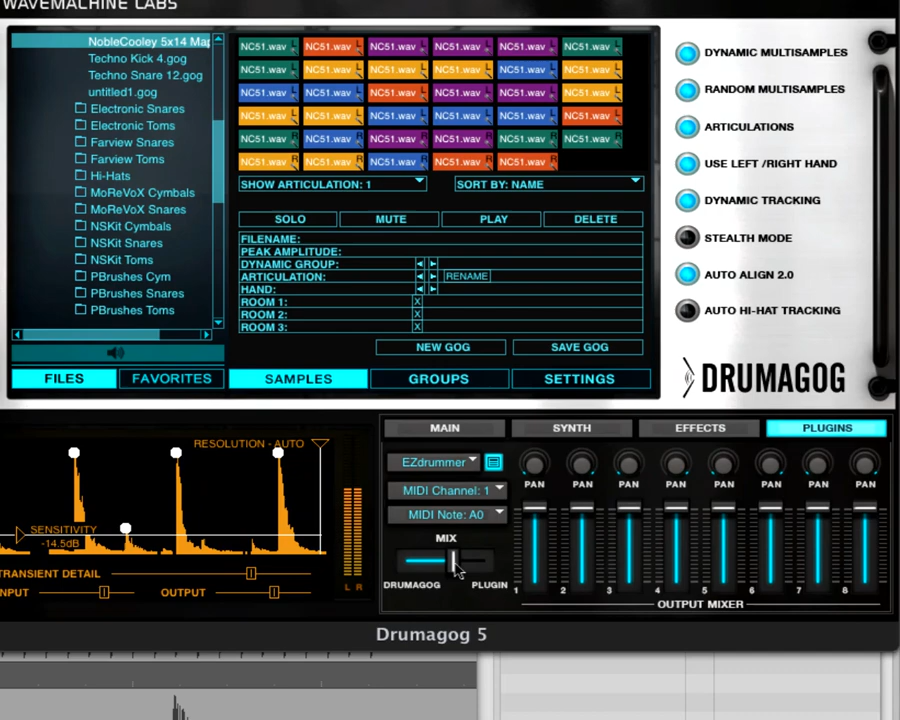 WAVEMACHINE LABS
NobleCooley 5x14 Map
Techno Kick 4.gog
Techno Snare 12.gog
untitled1.gog
Electronic Snares
Electronic Toms
Farview Snares
Farview Toms
Hi-Hats
MoReVoX Cymbals
MoReVoX Snares
NSKit Cymbals
NSKit Snares
NSKit Toms
PBrushes Cym
PBrushes Snares
PBrushes Toms
FILES FAVORITES
NC51.wav L NC51.wav L NC51.wav L NC51.wav L NC51.wav L NC51.wav L
NC51.wav L NC51.wav L NC51.wav L NC51.wav L NC51.wav L NC51.wav L
NC51.wav L NC51.wav L NC51.wav L NC51.wav L NC51.wav L NC51.wav L
NC51.wav R NC51.wav R NC51.wav R NC51.wav R NC51.wav R NC51.wav R
NC51.wav R NC51.wav R NC51.wav R NC51.wav R NC51.wav R NC51.wav R
NC51.wav R NC51.wav R NC51.wav R NC51.wav R NC51.wav R
SHOW ARTICULATION: 1 SORT BY: NAME
SOLO MUTE PLAY DELETE
FILENAME:
PEAK AMPLITUDE:
DYNAMIC GROUP:
ARTICULATION: RENAME
HAND:
ROOM 1: X
ROOM 2: X
ROOM 3: X
NEW GOG SAVE GOG
SAMPLES GROUPS SETTINGS
DYNAMIC MULTISAMPLES
RANDOM MULTISAMPLES
ARTICULATIONS
USE LEFT /RIGHT HAND
DYNAMIC TRACKING
STEALTH MODE
AUTO ALIGN 2.0
AUTO HI-HAT TRACKING
DRUMAGOG
RESOLUTION - AUTO
SENSITIVITY
-14.5dB
TRANSIENT DETAIL
INPUT OUTPUT
L R
MAIN SYNTH EFFECTS PLUGINS
EZdrummer
MIDI Channel: 1
MIDI Note: A0
MIX
DRUMAGOG PLUGIN
PAN PAN PAN PAN PAN PAN PAN PAN
1 2 3 4 5 6 7 8
OUTPUT MIXER
Drumagog 5